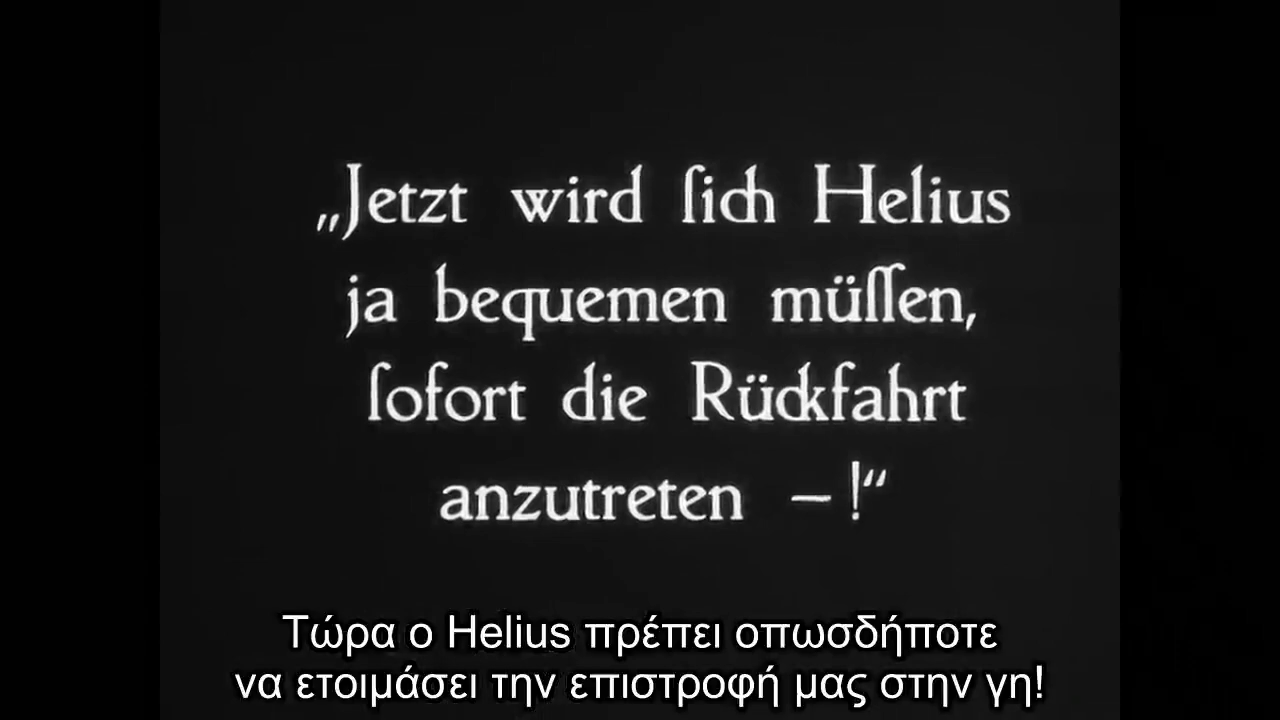 „Jetzt wird ſich Helius
ja bequemen müſſen,
ſofort die Rückfahrt
anzutreten – !“
Τώρα ο Helius πρέπει οπωσδήποτε
να ετοιμάσει την επιστροφή μας στην γη!